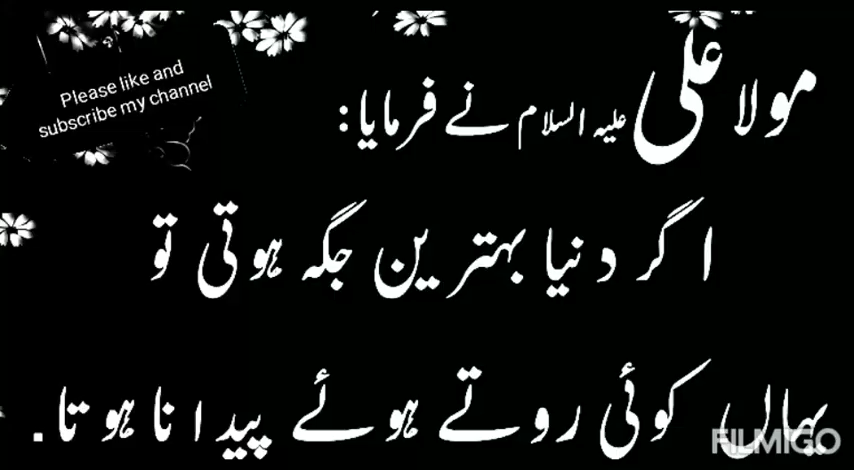 Please like and
subscribe my channel
مولا علی علیہ السلام نے فرمایا:
اگر دنیا بہترین جگہ ہوتی تو
یہاں کوئی روتے ہوئے پیدا نا ہوتا.
FILMIGO